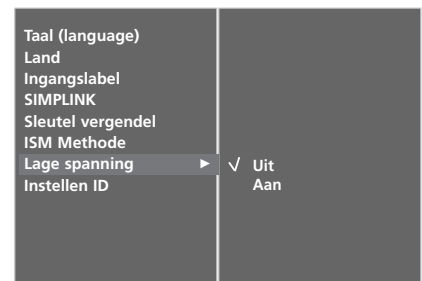 Taal (language)
Land
Ingangslabel
SIMPLINK
Sleutel vergendel
ISM Methode
Lage spanning ► √ Uit
Instellen ID Aan